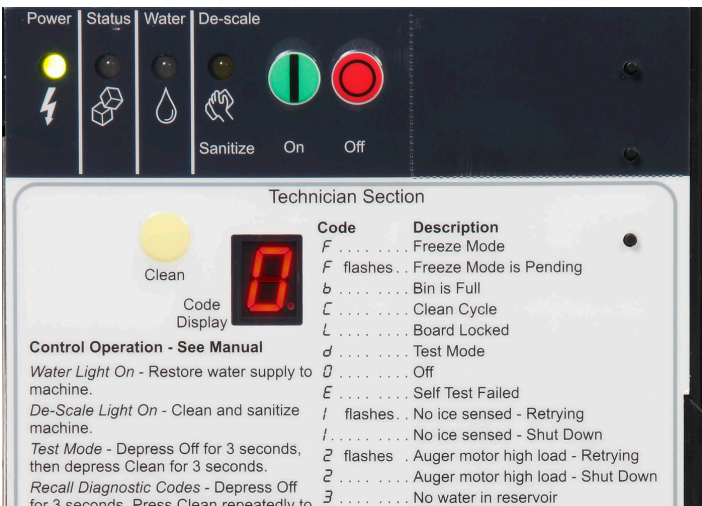 Power Status Water De-scale
Sanitize On Off
Technician Section
Clean
0
Code
Display
Control Operation - See Manual
Water Light On - Restore water supply to
machine.
De-Scale Light On - Clean and sanitize
machine.
Test Mode - Depress Off for 3 seconds,
then depress Clean for 3 seconds.
Recall Diagnostic Codes - Depress Off
for 3 seconds. Press Clean repeatedly to
Code Description
F . . . . . . . . Freeze Mode
F flashes . . Freeze Mode is Pending
b . . . . . . . . Bin is Full
C . . . . . . . . Clean Cycle
L . . . . . . . . Board Locked
d . . . . . . . . Test Mode
0 . . . . . . . . Off
E . . . . . . . . Self Test Failed
1 flashes . . No ice sensed - Retrying
1 . . . . . . . . No ice sensed - Shut Down
2 flashes . Auger motor high load - Retrying
2 . . . . . . . . Auger motor high load - Shut Down
3 . . . . . . . . No water in reservoir